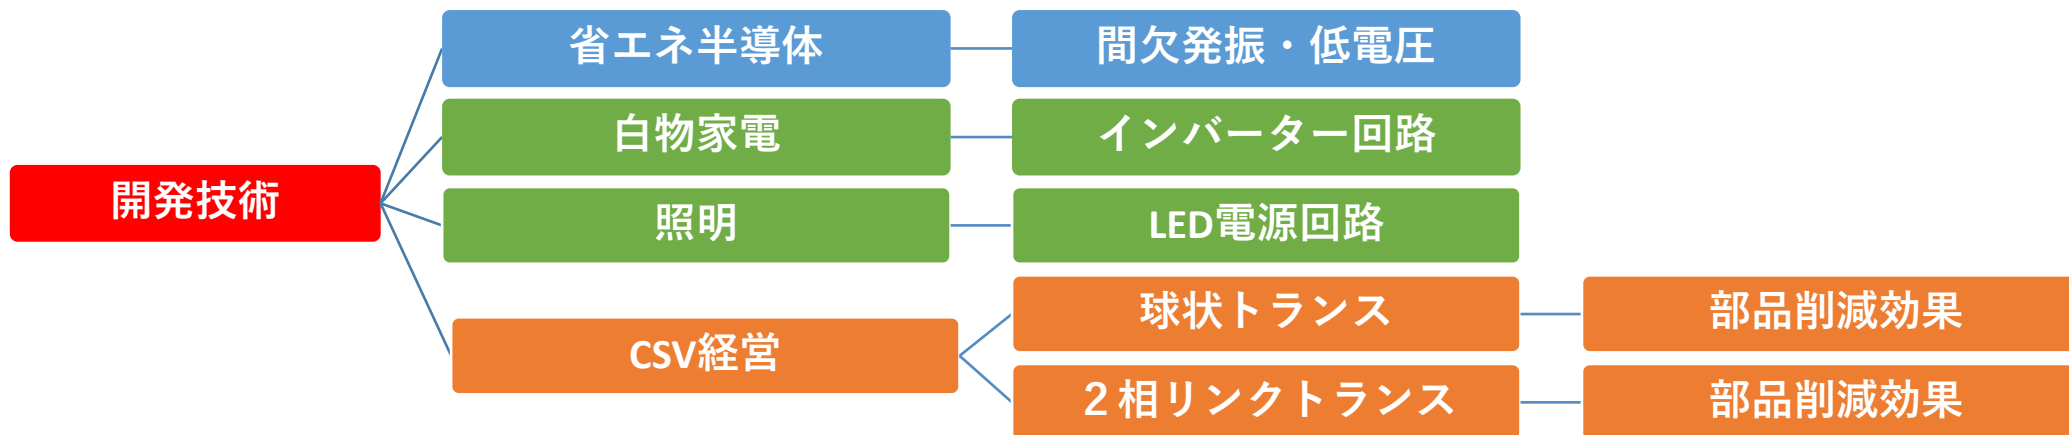 省エネ半導体
間欠発振・低電圧
白物家電
インバーター回路
開発技術
照明
LED電源回路
CSV経営
球状トランス
部品削減効果
２相リンクトランス
部品削減効果